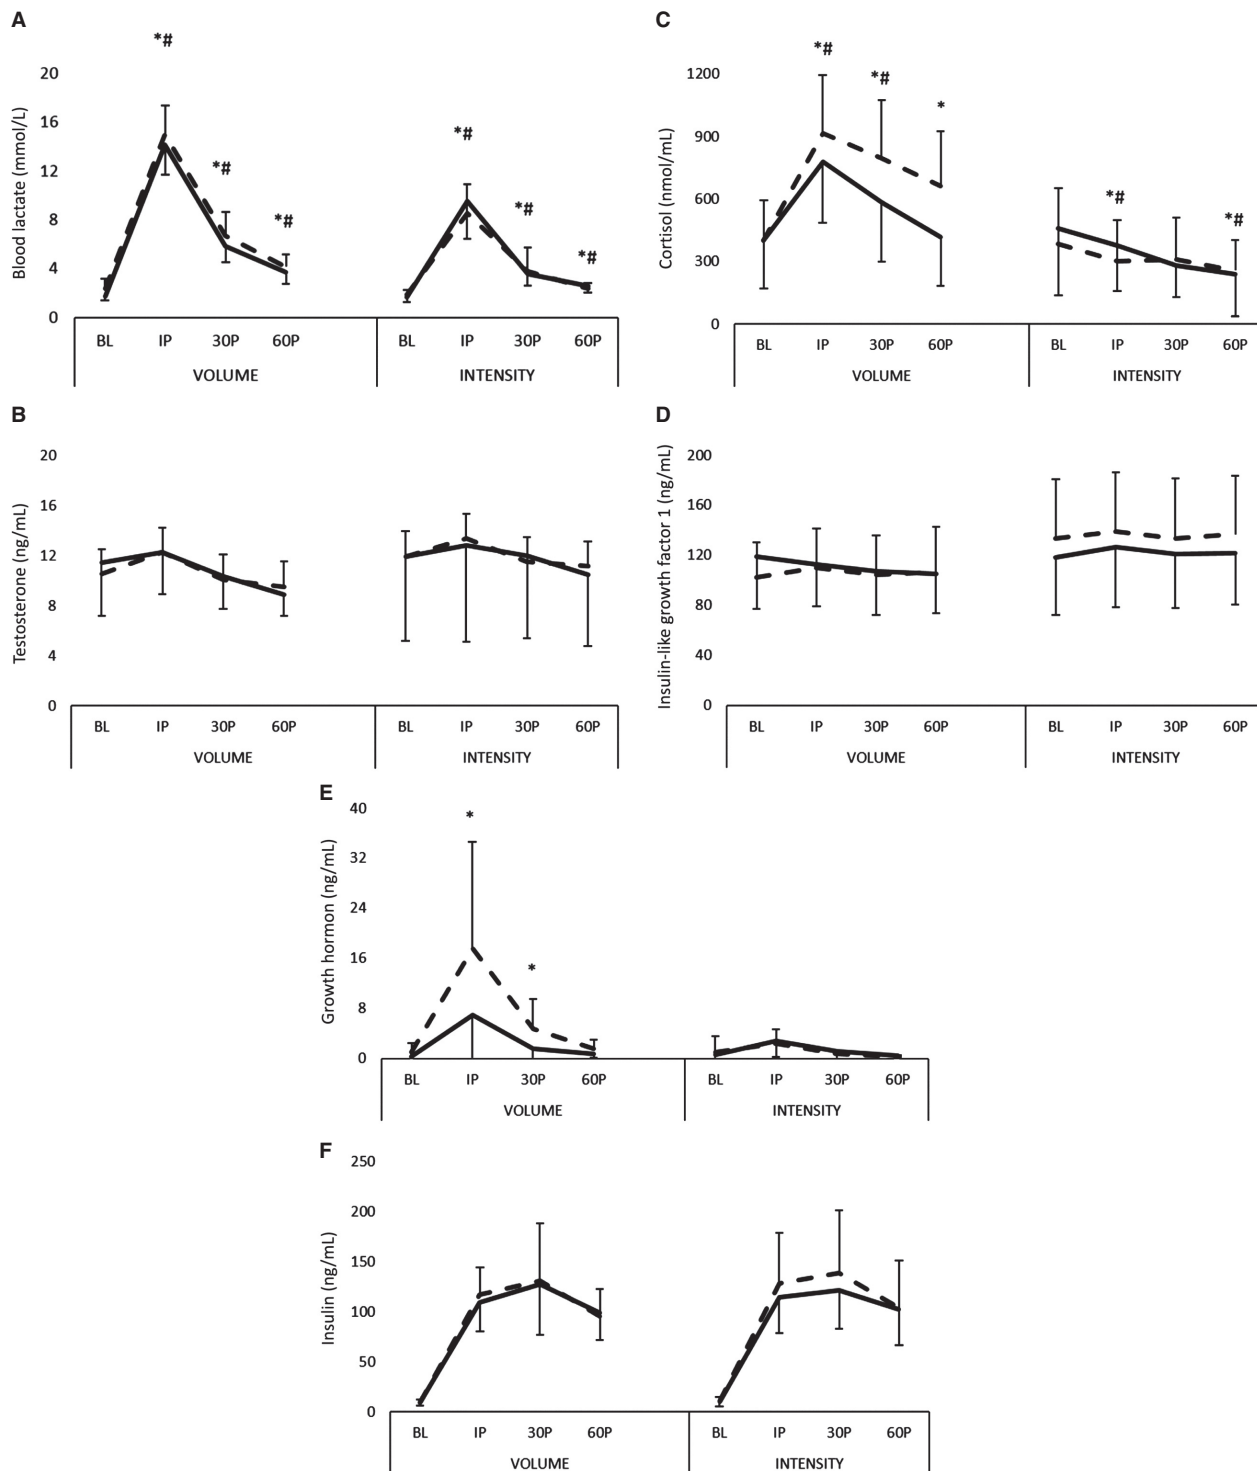 A
Blood lactate (mmol/L)
20
16
12
8
4
0
*#
*#
*#
*#
*#
*#
BL IP 30P 60P BL IP 30P 60P
VOLUME INTENSITY
C
Cortisol (nmol/mL)
1200
900
600
300
0
*#
*#
*
*#
*#
BL IP 30P 60P BL IP 30P 60P
VOLUME INTENSITY
B
Testosterone (ng/mL)
20
16
12
8
4
0
BL IP 30P 60P BL IP 30P 60P
VOLUME INTENSITY
D
Insulin-like growth factor 1 (ng/mL)
200
160
120
80
40
0
BL IP 30P 60P BL IP 30P 60P
VOLUME INTENSITY
E
Growth hormon (ng/mL)
40
32
24
16
8
0
*
*
BL IP 30P 60P BL IP 30P 60P
VOLUME INTENSITY
F
Insulin (ng/mL)
250
200
150
100
50
0
BL IP 30P 60P BL IP 30P 60P
VOLUME INTENSITY